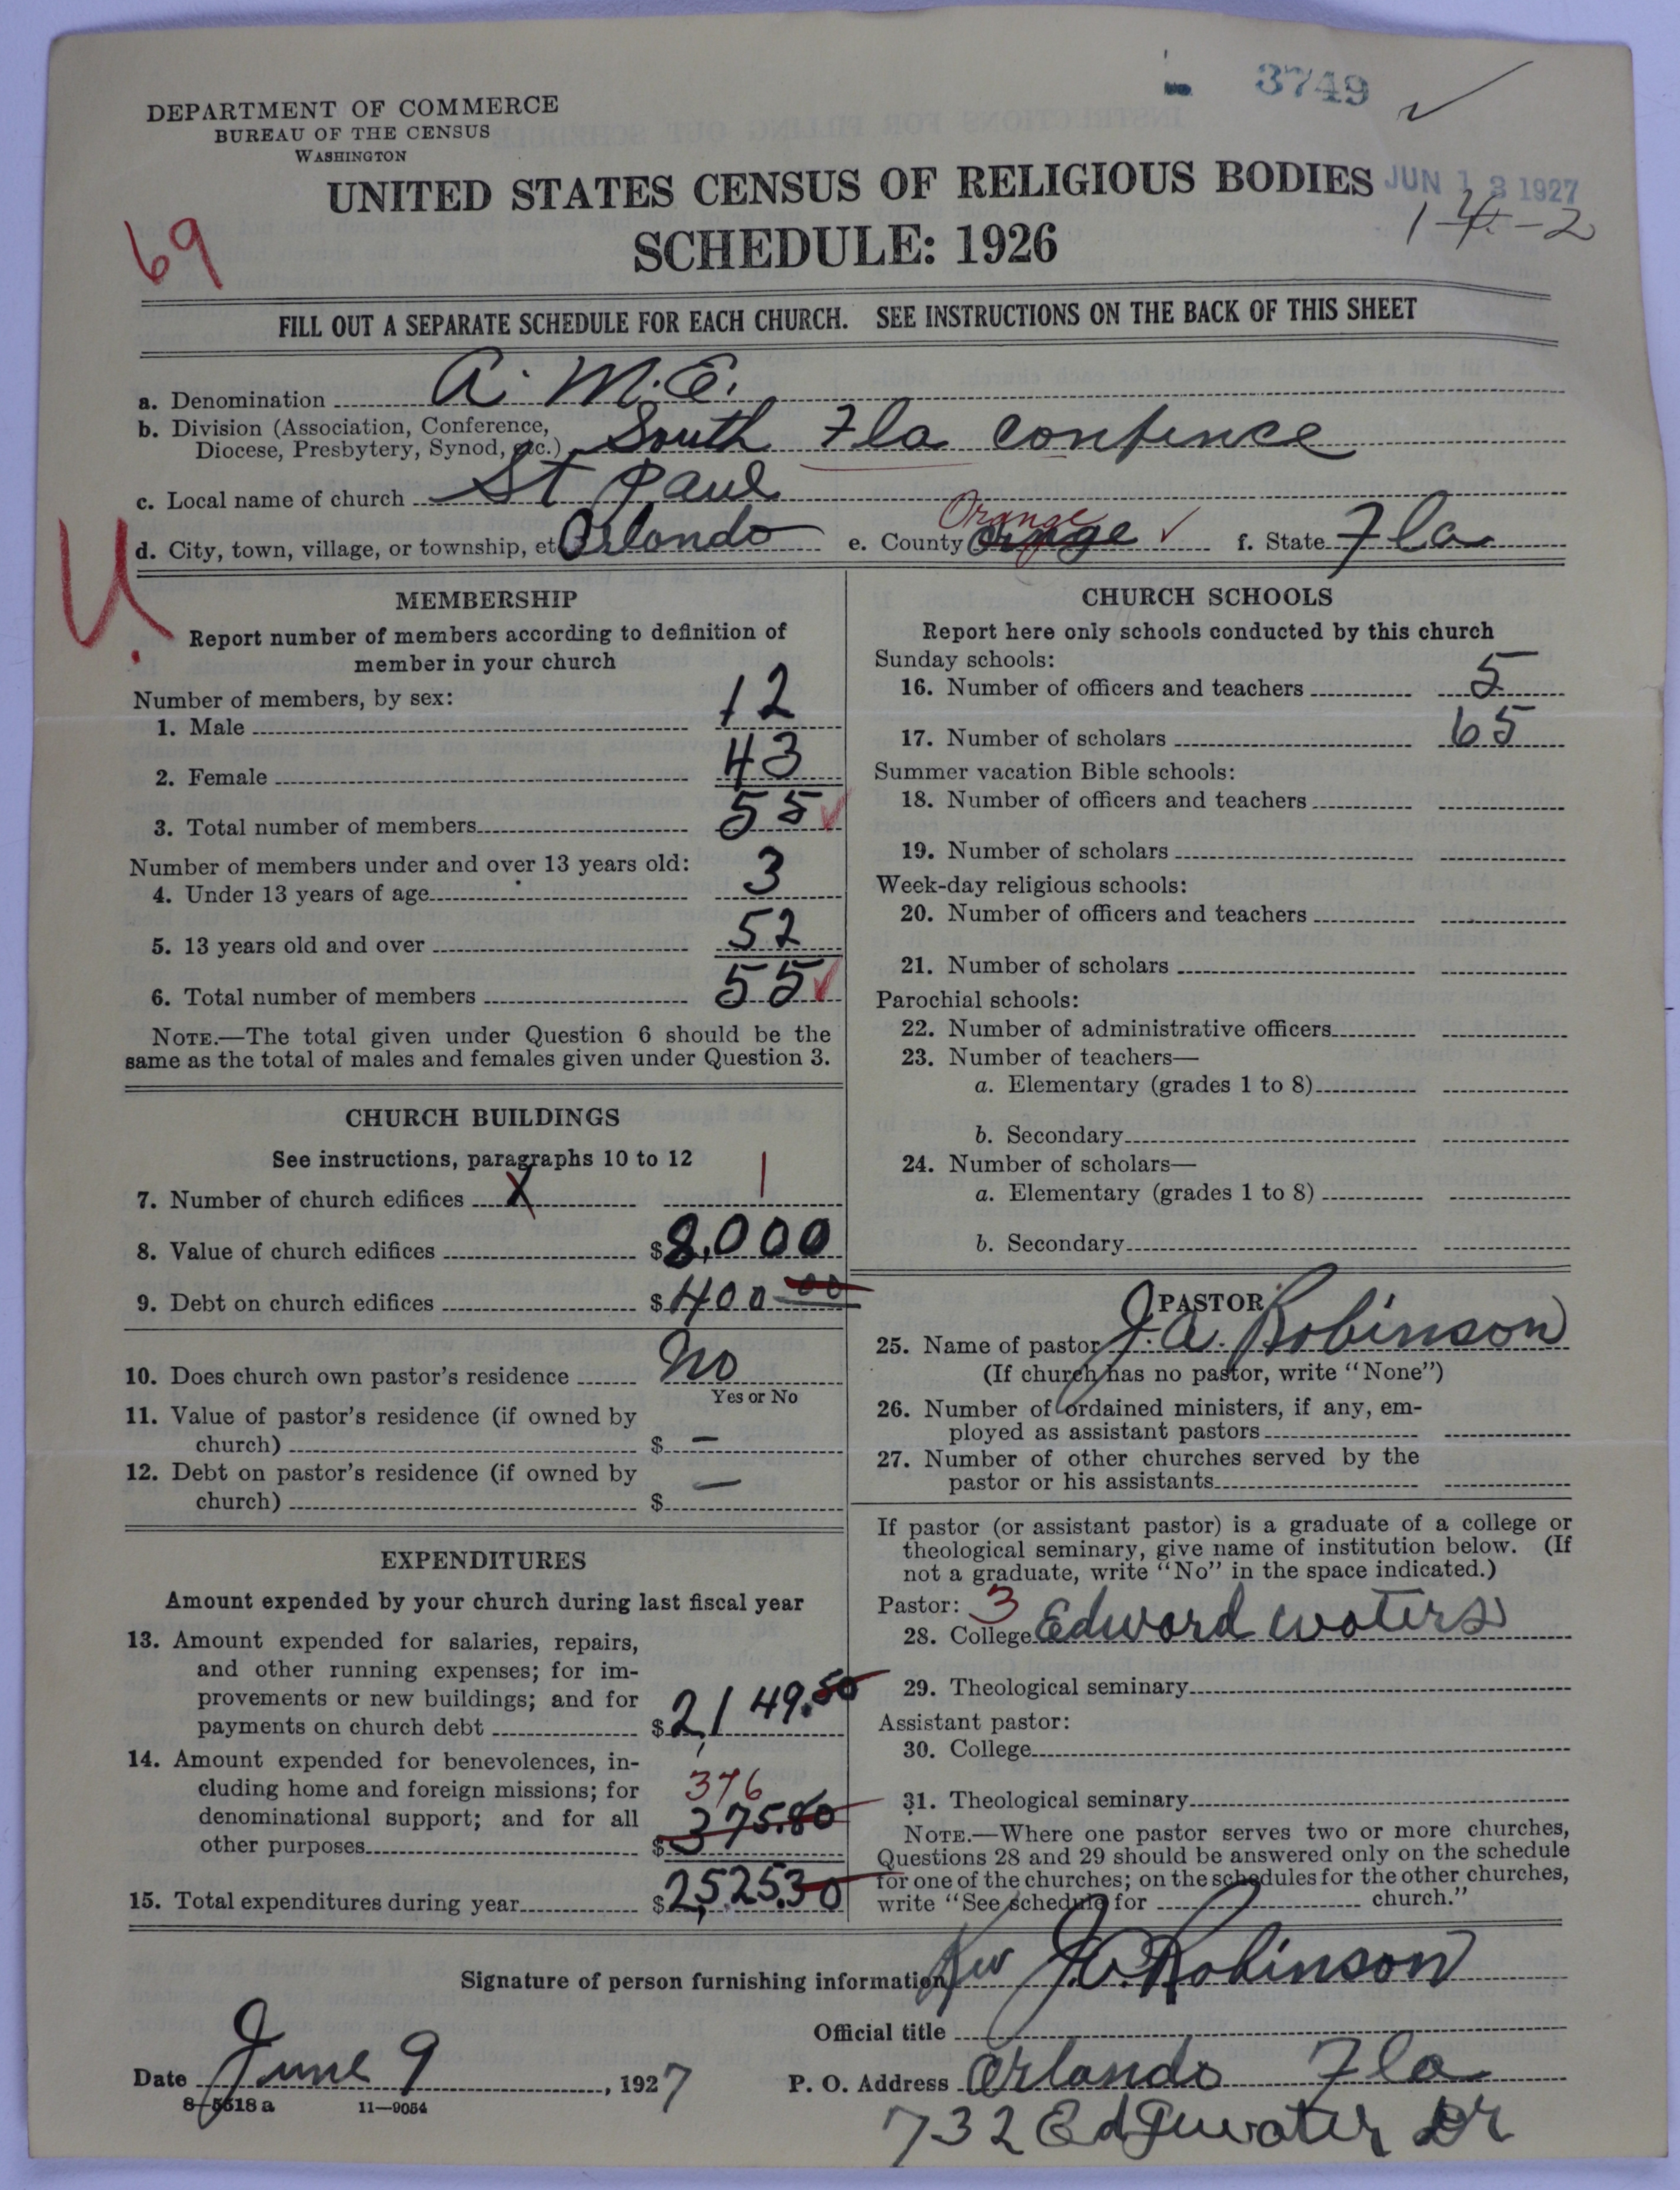 3749
DEPARTMENT OF COMMERCE
BUREAU OF THE CENSUS
WASHINGTON
UNITED STATES CENSUS OF RELIGIOUS BODIES
JUN 13 1927
1-4-2
SCHEDULE: 1926
69
FILL OUT A SEPARATE SCHEDULE FOR EACH CHURCH. SEE INSTRUCTIONS ON THE BACK OF THIS SHEET
a. Denomination A. M. E.
b. Division (Association, Conference,
Diocese, Presbytery, Synod, etc.) South Fla confence
c. Local name of church St Paul
d. City, town, village, or township, etc Orlando e. County Orange Ornge f. State Fla
U.
MEMBERSHIP
Report number of members according to definition of
member in your church
Number of members, by sex:
1. Male 12
2. Female 43
3. Total number of members 55
Number of members under and over 13 years old:
4. Under 13 years of age 3
5. 13 years old and over 52
6. Total number of members 55
NOTE.—The total given under Question 6 should be the
same as the total of males and females given under Question 3.
CHURCH BUILDINGS
See instructions, paragraphs 10 to 12
7. Number of church edifices X 1
8. Value of church edifices $8,000
9. Debt on church edifices $400 00
10. Does church own pastor's residence No
Yes or No
11. Value of pastor's residence (if owned by
church) $ —
12. Debt on pastor's residence (if owned by
church) $ —
EXPENDITURES
Amount expended by your church during last fiscal year
13. Amount expended for salaries, repairs,
and other running expenses; for im-
provements or new buildings; and for
payments on church debt $2,149.50
14. Amount expended for benevolences, in-
cluding home and foreign missions; for 376
denominational support; and for all
other purposes $375.80
15. Total expenditures during year $2,525.30
CHURCH SCHOOLS
Report here only schools conducted by this church
Sunday schools:
16. Number of officers and teachers 5
17. Number of scholars 65
Summer vacation Bible schools:
18. Number of officers and teachers
19. Number of scholars
Week-day religious schools:
20. Number of officers and teachers
21. Number of scholars
Parochial schools:
22. Number of administrative officers
23. Number of teachers—
a. Elementary (grades 1 to 8)
b. Secondary
24. Number of scholars—
a. Elementary (grades 1 to 8)
b. Secondary
PASTOR
25. Name of pastor J. A. Robinson
(If church has no pastor, write "None")
26. Number of ordained ministers, if any, em-
ployed as assistant pastors
27. Number of other churches served by the
pastor or his assistants
If pastor (or assistant pastor) is a graduate of a college or
theological seminary, give name of institution below. (If
not a graduate, write "No" in the space indicated.)
Pastor: 3
28. College Edward Waters
29. Theological seminary
Assistant pastor:
30. College
31. Theological seminary
NOTE.—Where one pastor serves two or more churches,
Questions 28 and 29 should be answered only on the schedule
for one of the churches; on the schedules for the other churches,
write "See schedule for church."
Signature of person furnishing information Rev J. A. Robinson
Official title
Date June 9, 1927 P. O. Address Orlando Fla
8-5518a 11-9054
732 Edgewater Dr